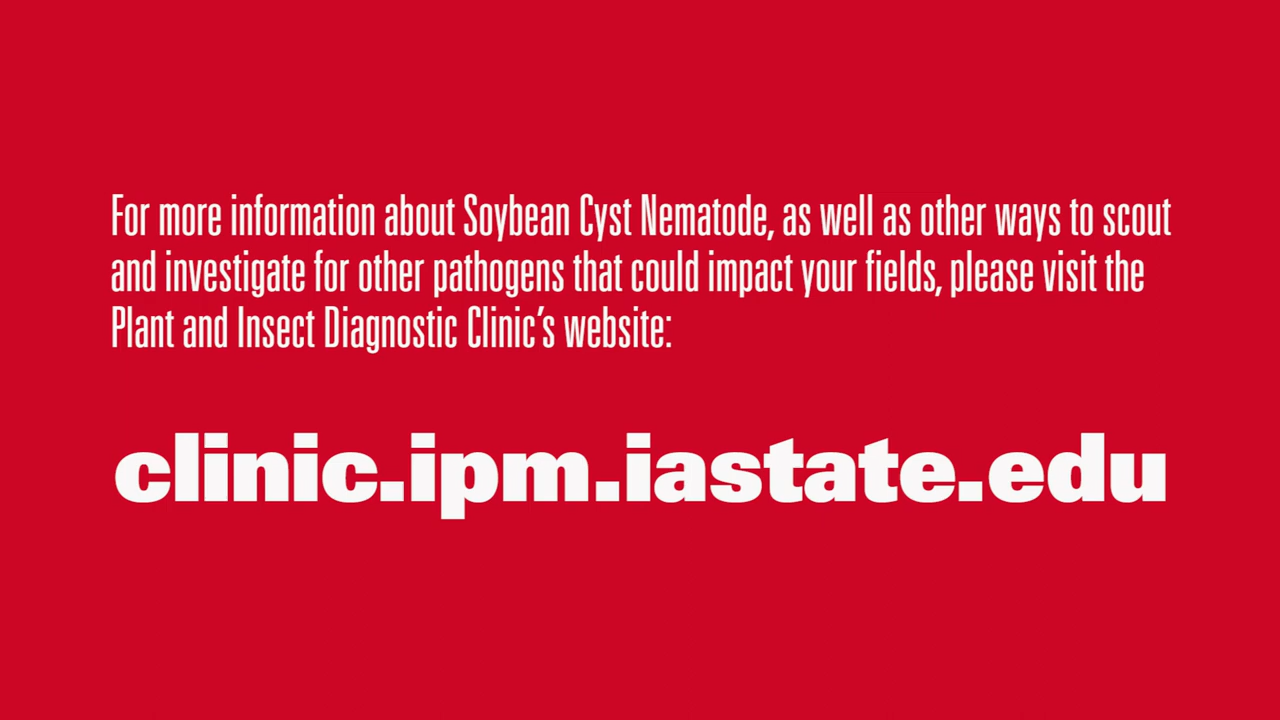 For more information about Soybean Cyst Nematode, as well as other ways to scout
and investigate for other pathogens that could impact your fields, please visit the
Plant and Insect Diagnostic Clinic’s website:
clinic.ipm.iastate.edu